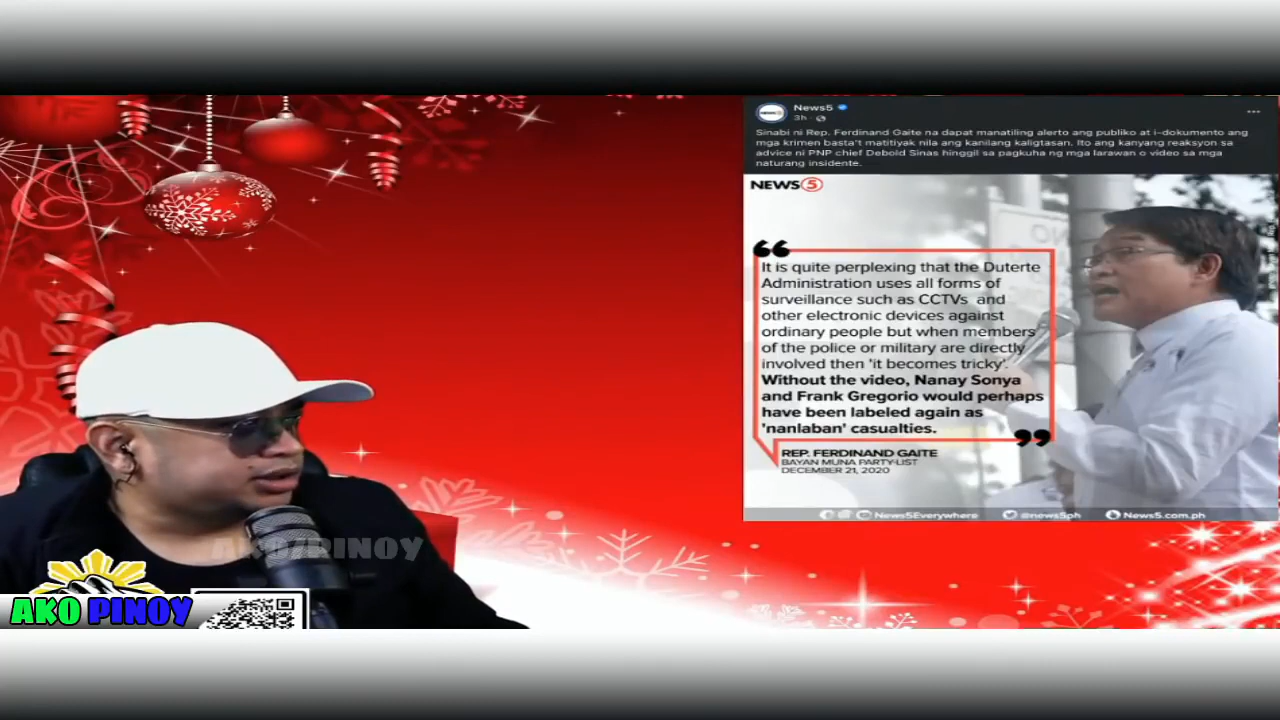 News5
3h
Sinabi ni Rep. Ferdinand Gaite na dapat manatiling alerto ang publiko at i-dokumento ang
mga krimen basta't matitiyak nila ang kanilang kaligtasan. Ito ang kanyang reaksyon sa
advice ni PNP chief Debold Sinas hinggil sa pagkuha ng mga larawan o video sa mga
naturang insidente.
NEWS 5
It is quite perplexing that the Duterte
Administration uses all forms of
surveillance such as CCTVs and
other electronic devices against
ordinary people but when members
of the police or military are directly
involved then 'it becomes tricky'.
Without the video, Nanay Sonya
and Frank Gregorio would perhaps
have been labeled again as
'nanlaban' casualties.
REP. FERDINAND GAITE
BAYAN MUNA PARTY-LIST
DECEMBER 21, 2020
News5Everywhere @news5ph News5.com.ph
AKO PINOY